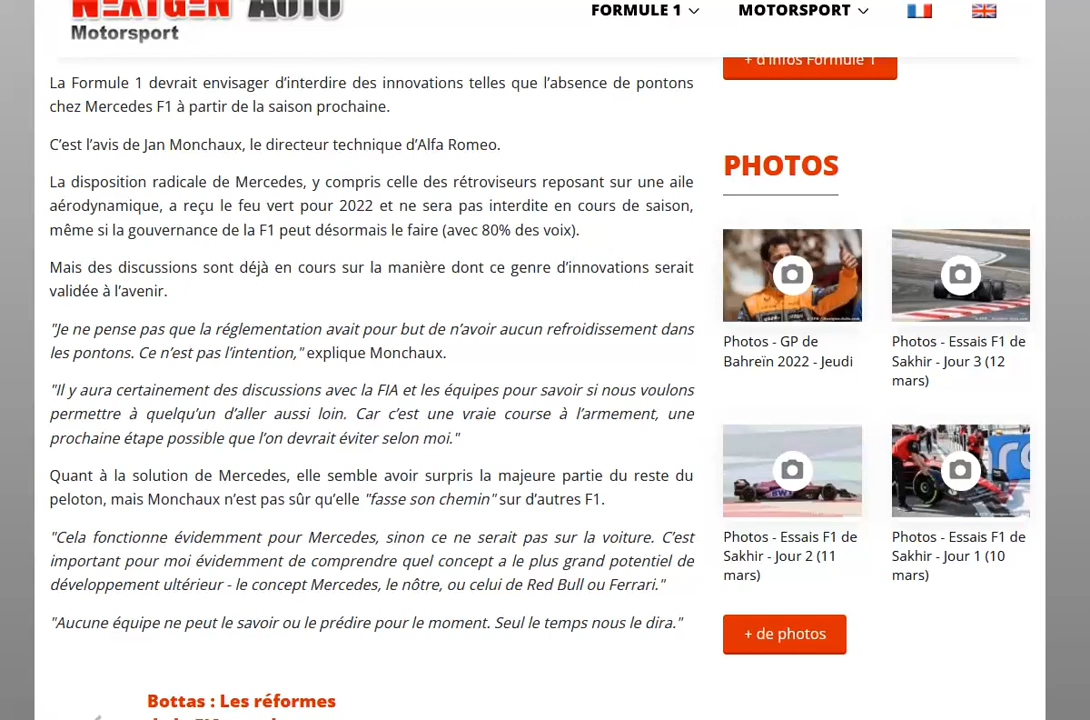 NEXTGEN AUTO
Motorsport
FORMULE 1
MOTORSPORT
La Formule 1 devrait envisager d’interdire des innovations telles que l’absence de pontons
chez Mercedes F1 à partir de la saison prochaine.
C’est l’avis de Jan Monchaux, le directeur technique d’Alfa Romeo.
La disposition radicale de Mercedes, y compris celle des rétroviseurs reposant sur une aile
aérodynamique, a reçu le feu vert pour 2022 et ne sera pas interdite en cours de saison,
même si la gouvernance de la F1 peut désormais le faire (avec 80% des voix).
Mais des discussions sont déjà en cours sur la manière dont ce genre d’innovations serait
validée à l’avenir.
"Je ne pense pas que la réglementation avait pour but de n’avoir aucun refroidissement dans
les pontons. Ce n’est pas l’intention," explique Monchaux.
"Il y aura certainement des discussions avec la FIA et les équipes pour savoir si nous voulons
permettre à quelqu’un d’aller aussi loin. Car c’est une vraie course à l’armement, une
prochaine étape possible que l’on devrait éviter selon moi."
Quant à la solution de Mercedes, elle semble avoir surpris la majeure partie du reste du
peloton, mais Monchaux n’est pas sûr qu’elle "fasse son chemin" sur d’autres F1.
"Cela fonctionne évidemment pour Mercedes, sinon ce ne serait pas sur la voiture. C’est
important pour moi évidemment de comprendre quel concept a le plus grand potentiel de
développement ultérieur - le concept Mercedes, le nôtre, ou celui de Red Bull ou Ferrari."
"Aucune équipe ne peut le savoir ou le prédire pour le moment. Seul le temps nous le dira."
Bottas : Les réformes
+ d’infos Formule 1
PHOTOS
Photos - GP de
Bahreïn 2022 - Jeudi
Photos - Essais F1 de
Sakhir - Jour 3 (12
mars)
Photos - Essais F1 de
Sakhir - Jour 2 (11
mars)
Photos - Essais F1 de
Sakhir - Jour 1 (10
mars)
+ de photos